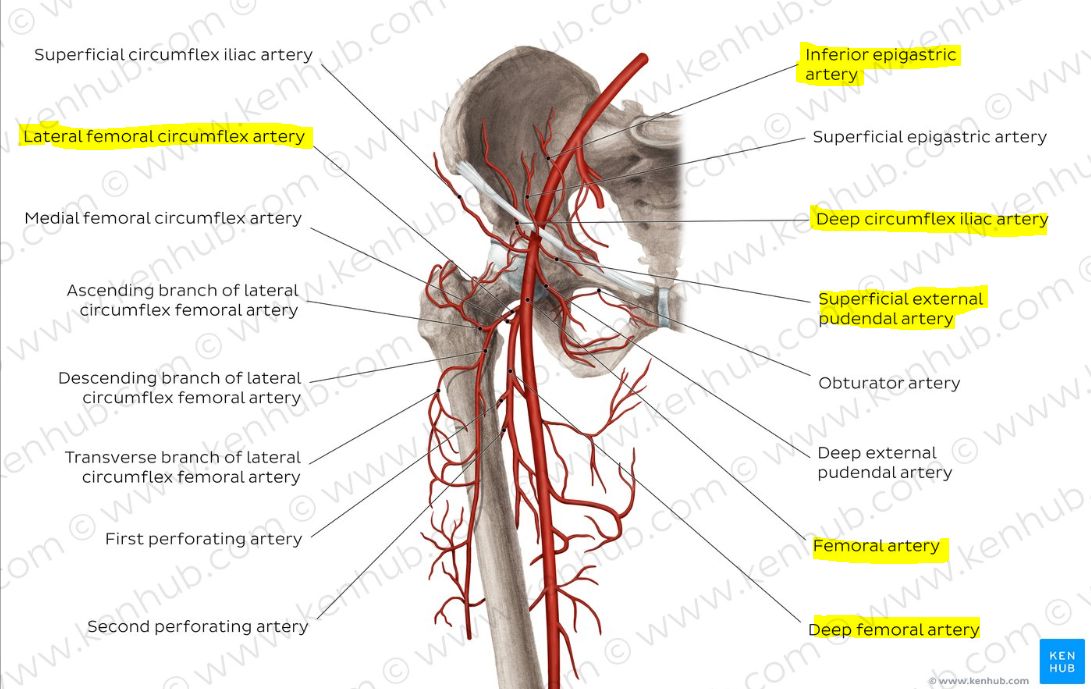 Superficial circumflex iliac artery
Lateral femoral circumflex artery
Medial femoral circumflex artery
Ascending branch of lateral
circumflex femoral artery
Descending branch of lateral
circumflex femoral artery
Transverse branch of lateral
circumflex femoral artery
First perforating artery
Second perforating artery
Inferior epigastric
artery
Superficial epigastric artery
Deep circumflex iliac artery
Superficial external
pudendal artery
Obturator artery
Deep external
pudendal artery
Femoral artery
Deep femoral artery
KEN
HUB
© www.kenhub.com